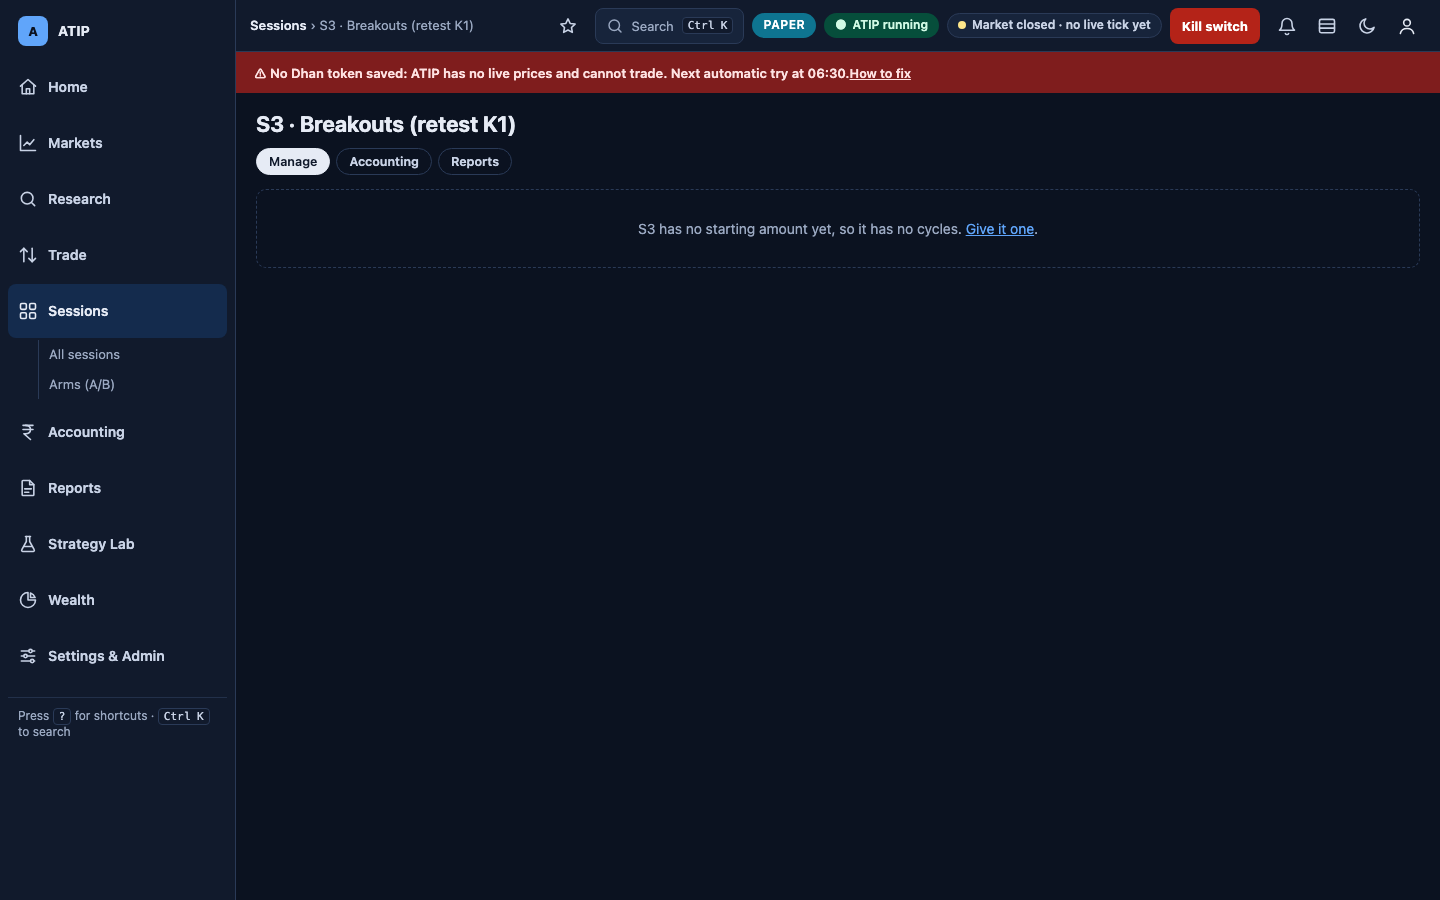 A ATIP
Sessions › S3 · Breakouts (retest K1)
Search Ctrl K
PAPER
ATIP running
Market closed · no live tick yet
Kill switch
⚠ No Dhan token saved: ATIP has no live prices and cannot trade. Next automatic try at 06:30.How to fix
Home
Markets
Research
Trade
Sessions
All sessions
Arms (A/B)
Accounting
Reports
Strategy Lab
Wealth
Settings & Admin
Press ? for shortcuts · Ctrl K
to search
S3 · Breakouts (retest K1)
Manage Accounting Reports
S3 has no starting amount yet, so it has no cycles. Give it one.